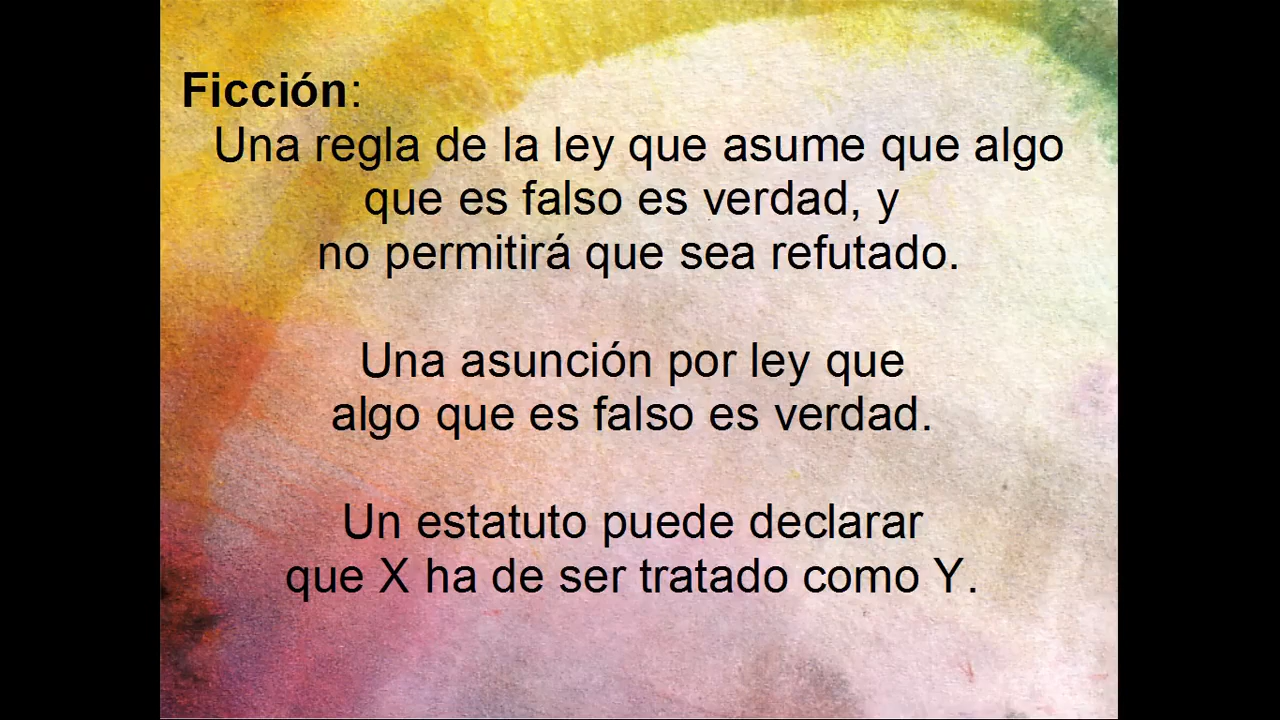 Ficción:
Una regla de la ley que asume que algo
que es falso es verdad, y
no permitirá que sea refutado.
Una asunción por ley que
algo que es falso es verdad.
Un estatuto puede declarar
que X ha de ser tratado como Y.